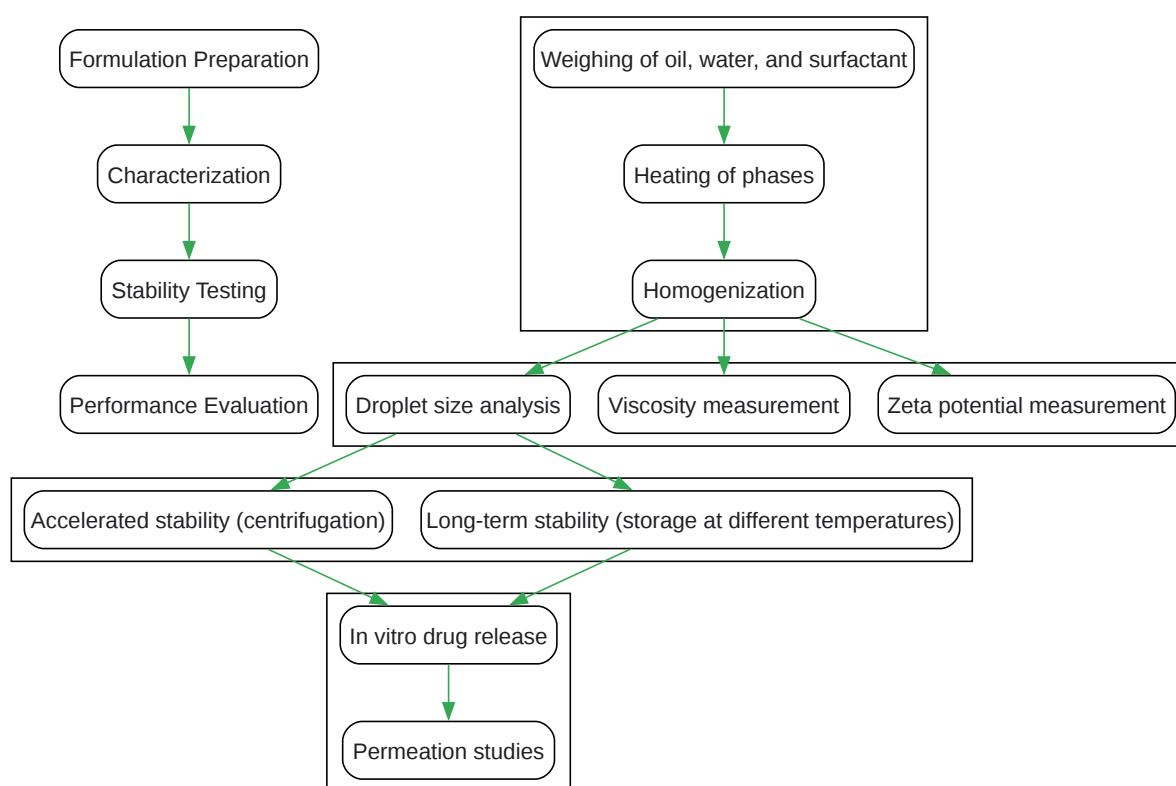 Formulation Preparation
Weighing of oil, water, and surfactant
Characterization
Heating of phases
Stability Testing
Homogenization
Performance Evaluation
Droplet size analysis
Viscosity measurement
Zeta potential measurement
Accelerated stability (centrifugation)
Long-term stability (storage at different temperatures)
In vitro drug release
Permeation studies